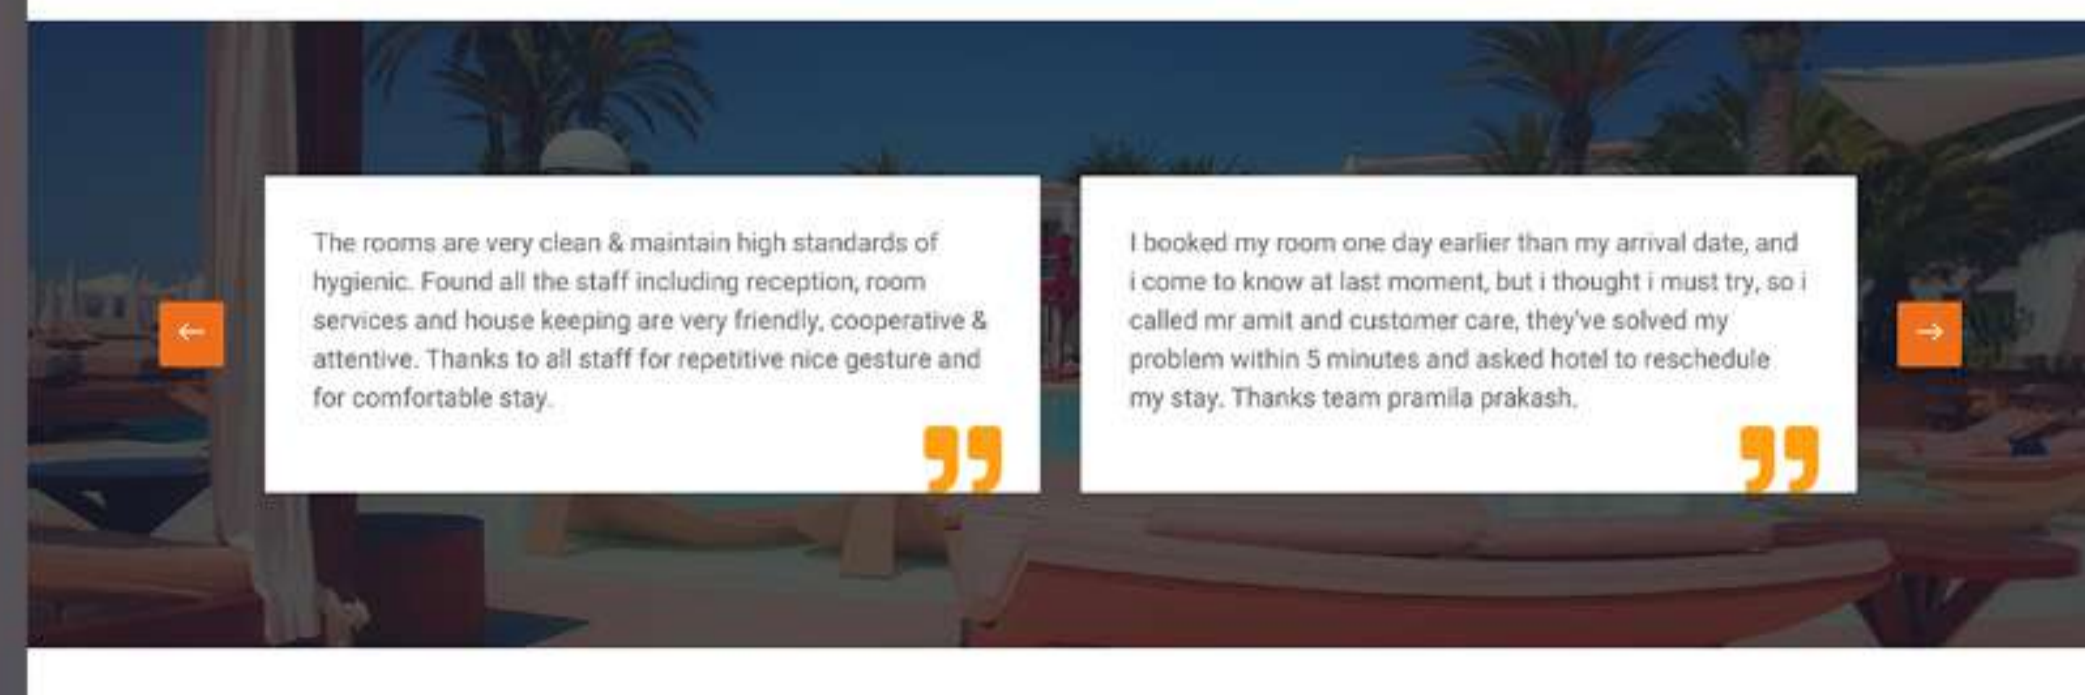 The rooms are very clean & maintain high standards of
hygienic. Found all the staff including reception, room
services and house keeping are very friendly, cooperative &
attentive. Thanks to all staff for repetitive nice gesture and
for comfortable stay.
I booked my room one day earlier than my arrival date, and
i come to know at last moment, but i thought i must try, so i
called mr amit and customer care, they've solved my
problem within 5 minutes and asked hotel to reschedule
my stay. Thanks team pramila prakash.